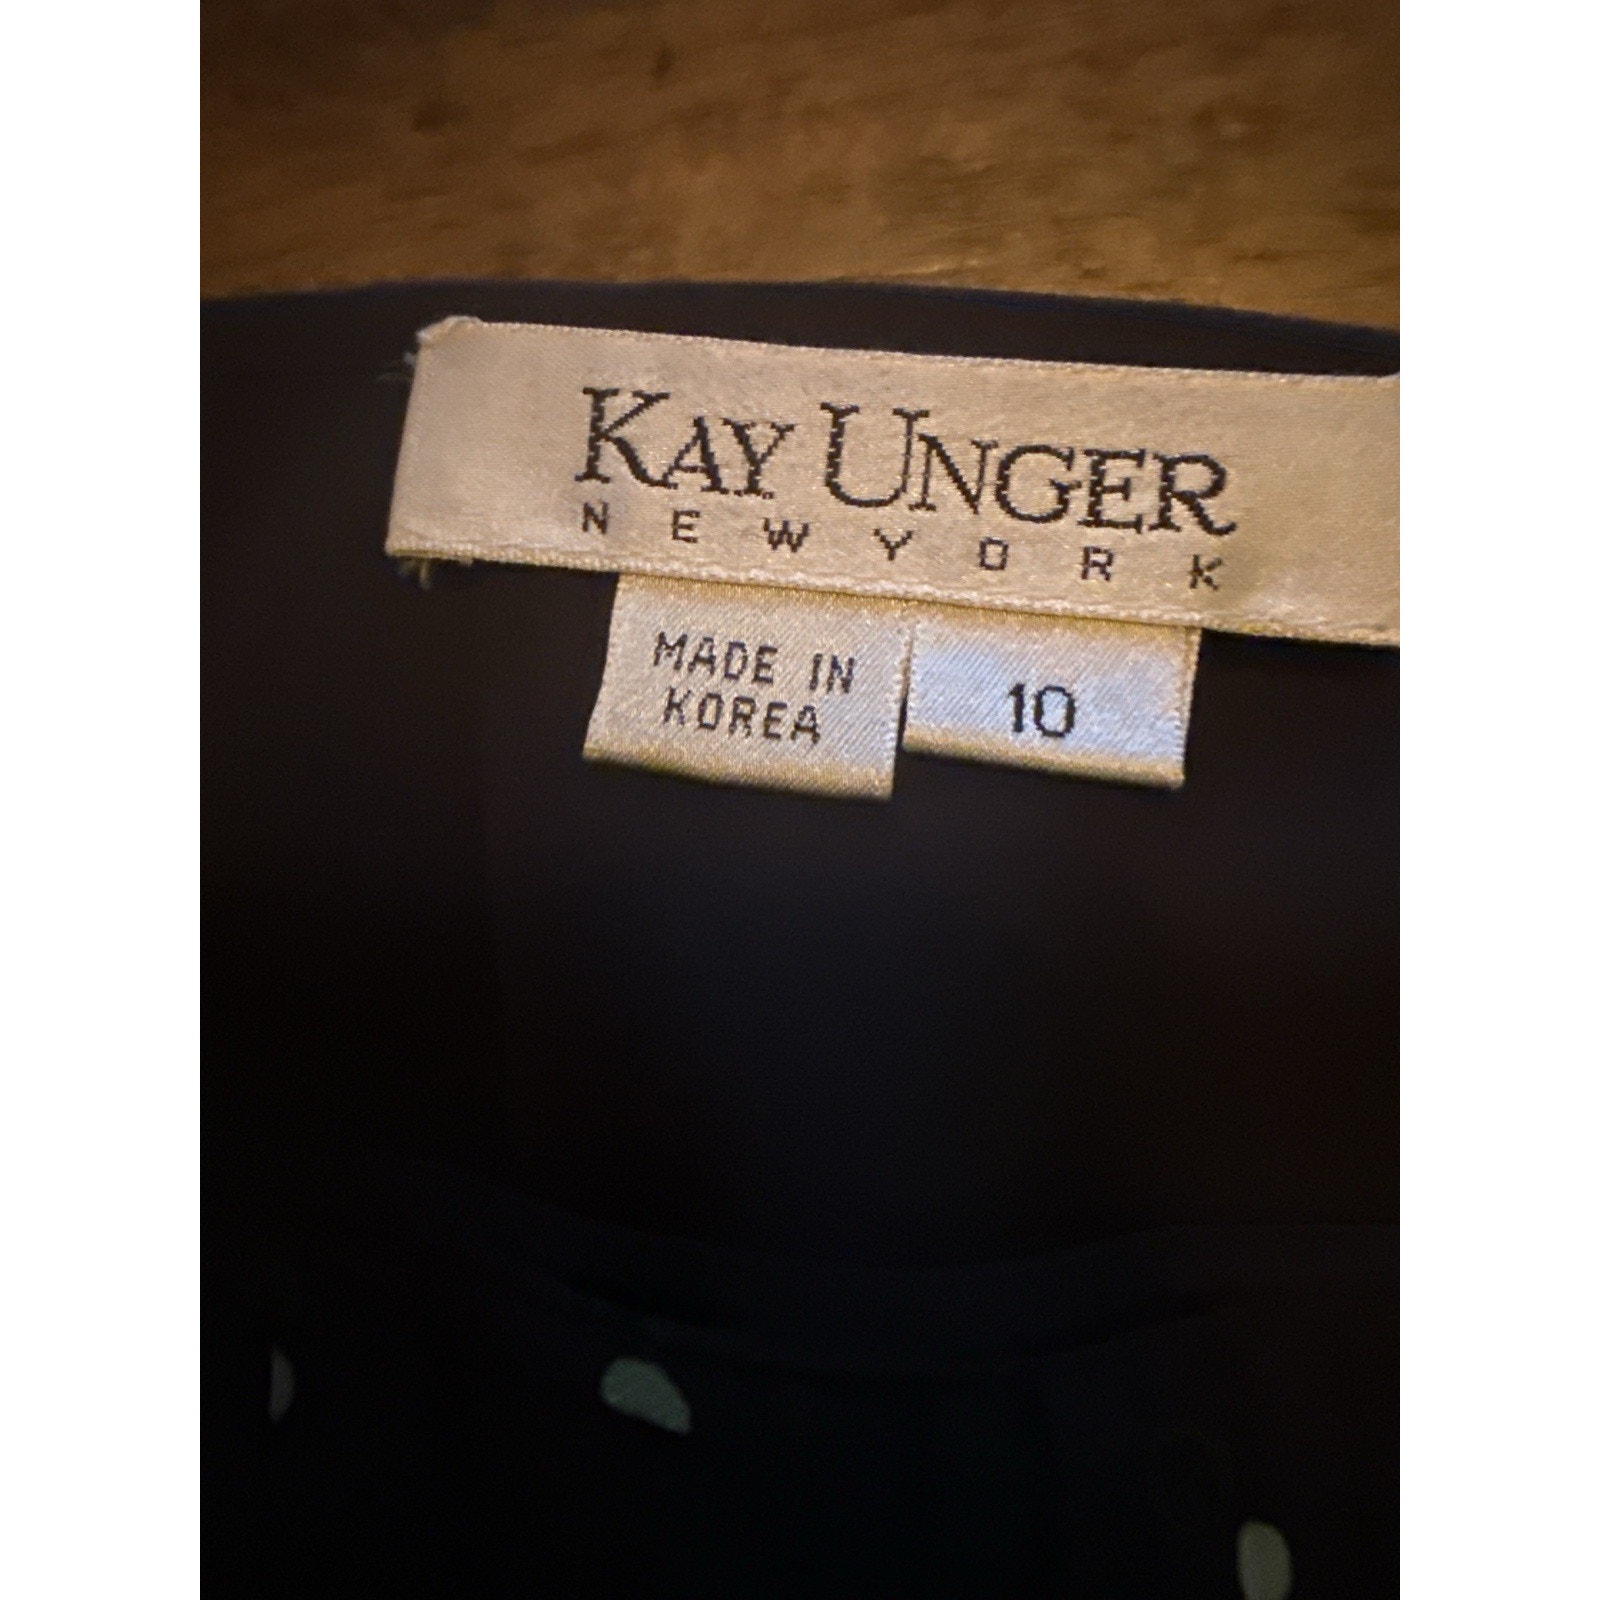 KAY UNGER
NEW YORK
MADE IN
KOREA
10